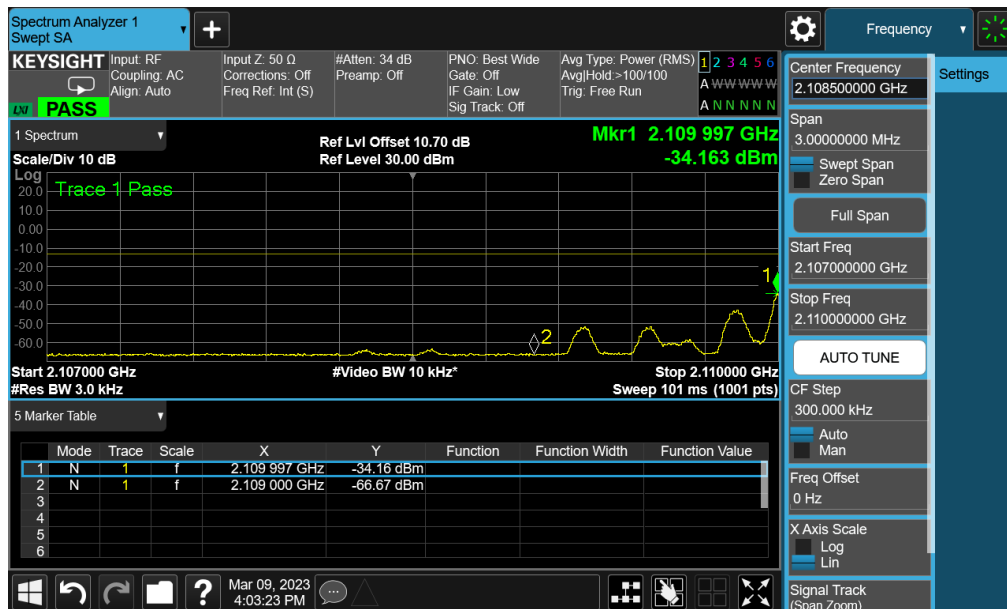 Spectrum Analyzer 1
Swept SA
Frequency
KEYSIGHT
Input: RF
Coupling: AC
Align: Auto
Input Z: 50 Ω
Corrections: Off
Freq Ref: Int (S)
#Atten: 34 dB
Preamp: Off
PNO: Best Wide
Gate: Off
IF Gain: Low
Sig Track: Off
Avg Type: Power (RMS)
Avg|Hold:>100/100
Trig: Free Run
1 2 3 4 5 6
A W W W W W
A N N N N N
LXI PASS
1 Spectrum
Scale/Div 10 dB
Ref Lvl Offset 10.70 dB
Ref Level 30.00 dBm
Mkr1 2.109 997 GHz
-34.163 dBm
Log
Trace 1 Pass
20.0
10.0
0.00
-10.0
-20.0
-30.0
-40.0
-50.0
-60.0
1
2
Start 2.107000 GHz
#Res BW 3.0 kHz
#Video BW 10 kHz*
Stop 2.110000 GHz
Sweep 101 ms (1001 pts)
5 Marker Table
Mode Trace Scale X Y Function Function Width Function Value
1 N 1 f 2.109 997 GHz -34.16 dBm
2 N 1 f 2.109 000 GHz -66.67 dBm
3
4
5
6
Mar 09, 2023
4:03:23 PM
Center Frequency
2.108500000 GHz
Settings
Span
3.00000000 MHz
Swept Span
Zero Span
Full Span
Start Freq
2.107000000 GHz
Stop Freq
2.110000000 GHz
AUTO TUNE
CF Step
300.000 kHz
Auto
Man
Freq Offset
0 Hz
X Axis Scale
Log
Lin
Signal Track
(Span Zoom)